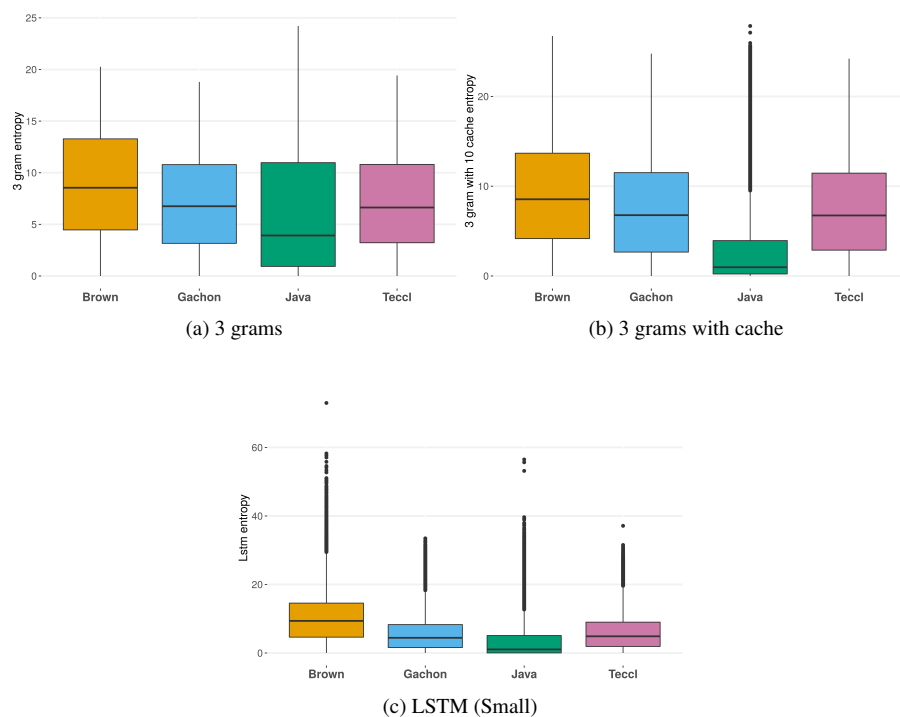 3 gram entropy
25
20
15
10
5
0
Brown Gachon Java Teccl
(a) 3 grams
3 gram with 10 cache entropy
20
10
0
Brown Gachon Java Teccl
(b) 3 grams with cache
Lstm entropy
60
40
20
0
Brown Gachon Java Teccl
(c) LSTM (Small)